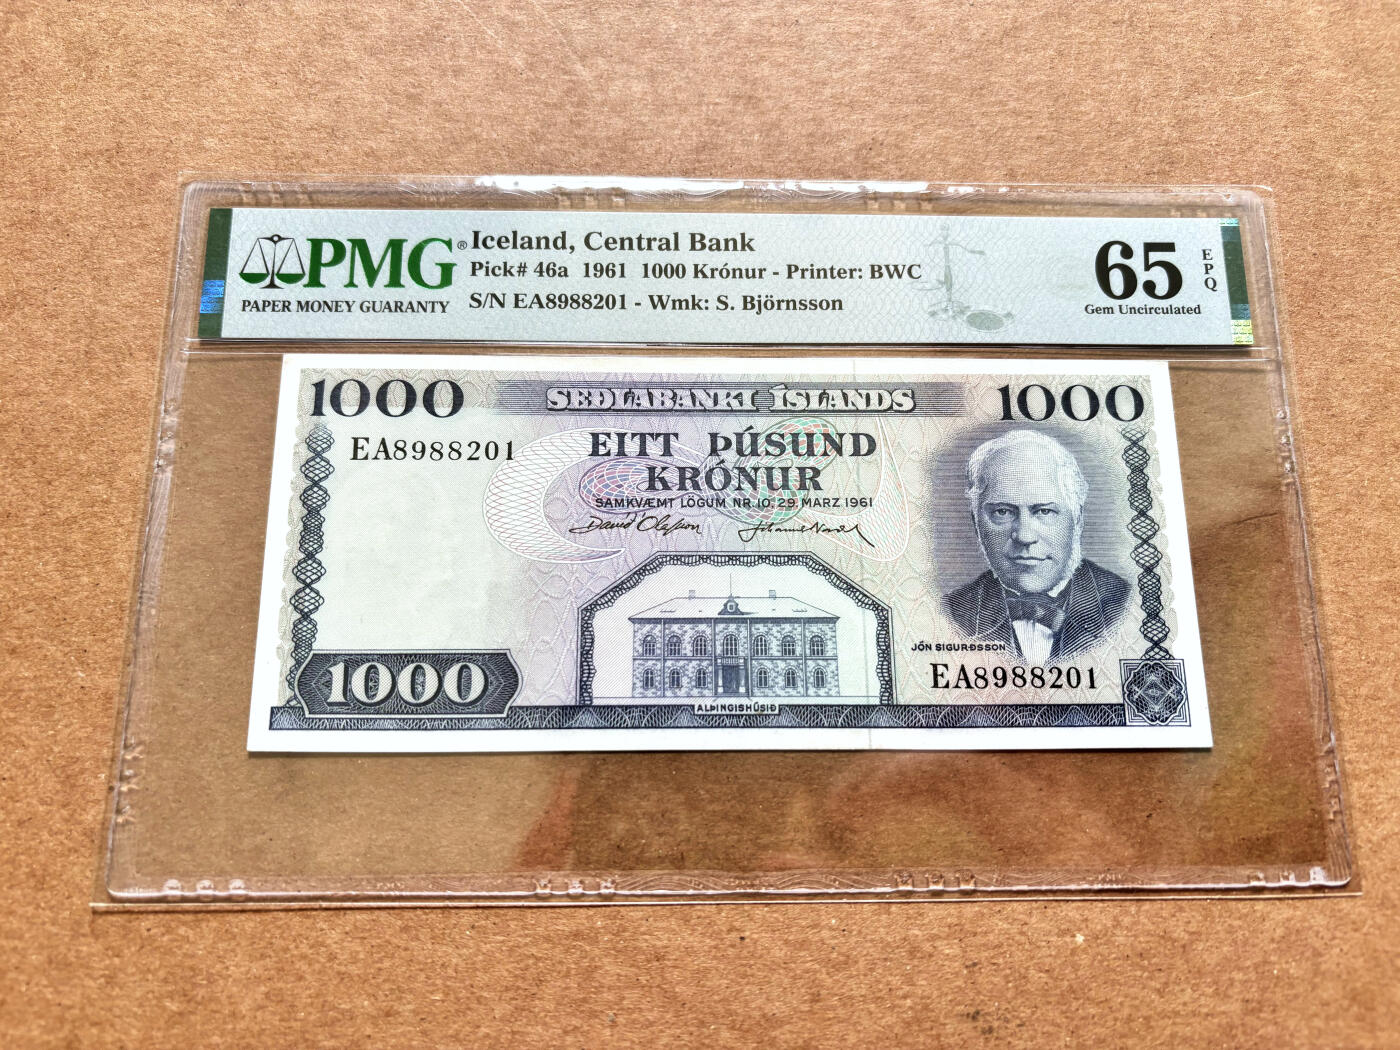 PMG®
PAPER MONEY GUARANTY
Iceland, Central Bank
Pick# 46a 1961 1000 Krónur - Printer: BWC
S/N EA8988201 - Wmk: S. Björnsson
65
EPQ
Gem Uncirculated
1000
SEÐLABANKI ÍSLANDS
1000
EA8988201
EITT ÞÚSUND
KRÓNUR
SAMKVÆMT LÖGUM NR. 10, 29. MARZ 1961
Davíð Ólafsson
JÓN SIGURÐSSON
EA8988201
1000
ALÞINGISHÚSIÐ